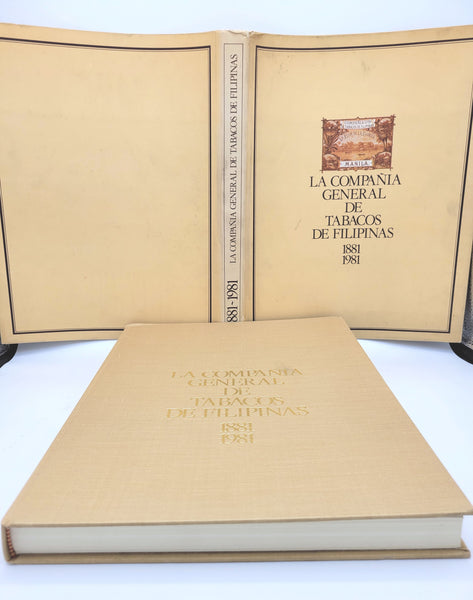 LA COMPAÑIA GENERAL DE TABACOS DE FILIPINAS
1881-1981
MANILA
LA COMPAÑIA
GENERAL
DE
TABACOS
DE FILIPINAS
1881
1981
LA COMPAÑIA
GENERAL DE
TABACOS
DE FILIPINAS
1881
1981